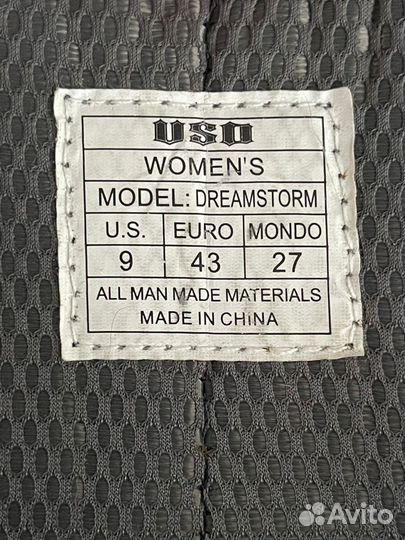 USD
WOMEN'S
MODEL: DREAMSTORM
U.S. EURO MONDO
9 43 27
ALL MAN MADE MATERIALS
MADE IN CHINA
Avito